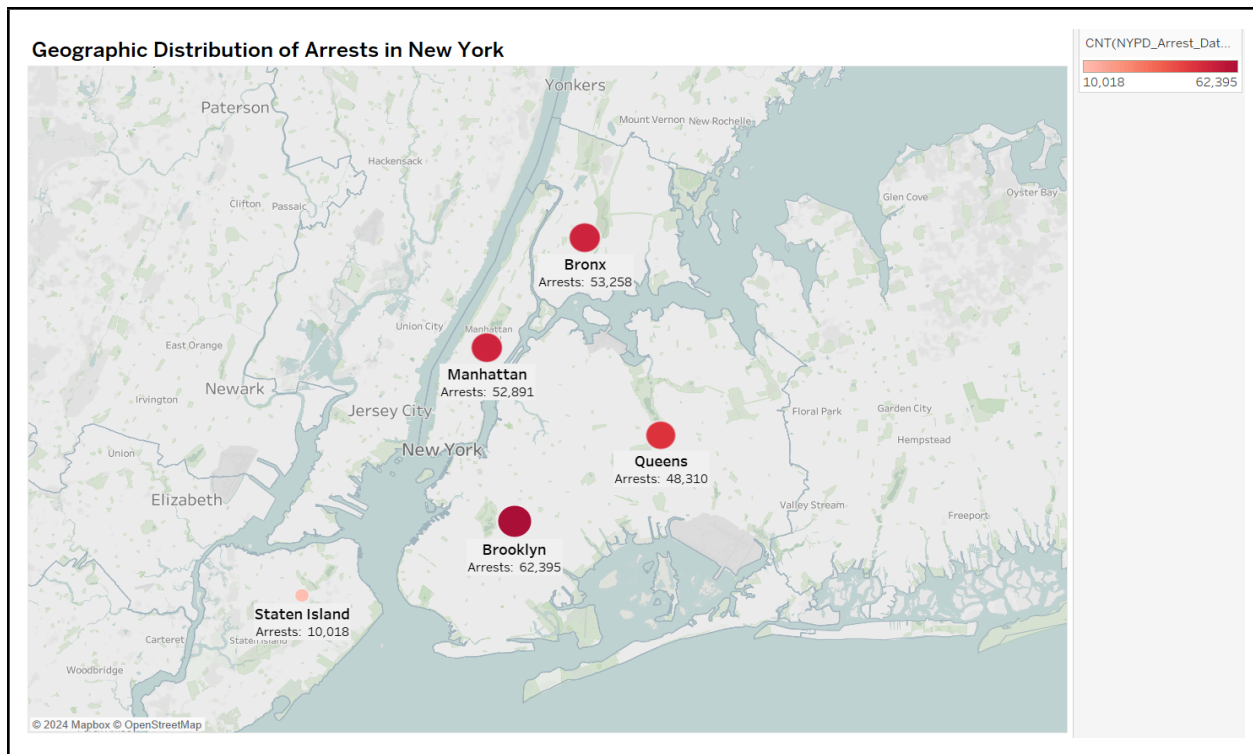 Geographic Distribution of Arrests in New York
CNT(NYPD_Arrest_Dat...
10,018 62,395
Yonkers
Paterson
Mount Vernon
New Rochelle
Hackensack
Oyster Bay
Glen Cove
Clifton
Passaic
Bronx
Arrests: 53,258
Union City
Manhattan
East Orange
Manhattan
Arrests: 52,891
Newark
Irvington
Jersey City
Floral Park
Garden City
Hempstead
New York
Union
Queens
Arrests: 48,310
Elizabeth
Valley Stream
Freeport
Brooklyn
Arrests: 62,395
Staten Island
Arrests: 10,018
Carteret
Staten Island
Woodbridge
© 2024 Mapbox © OpenStreetMap